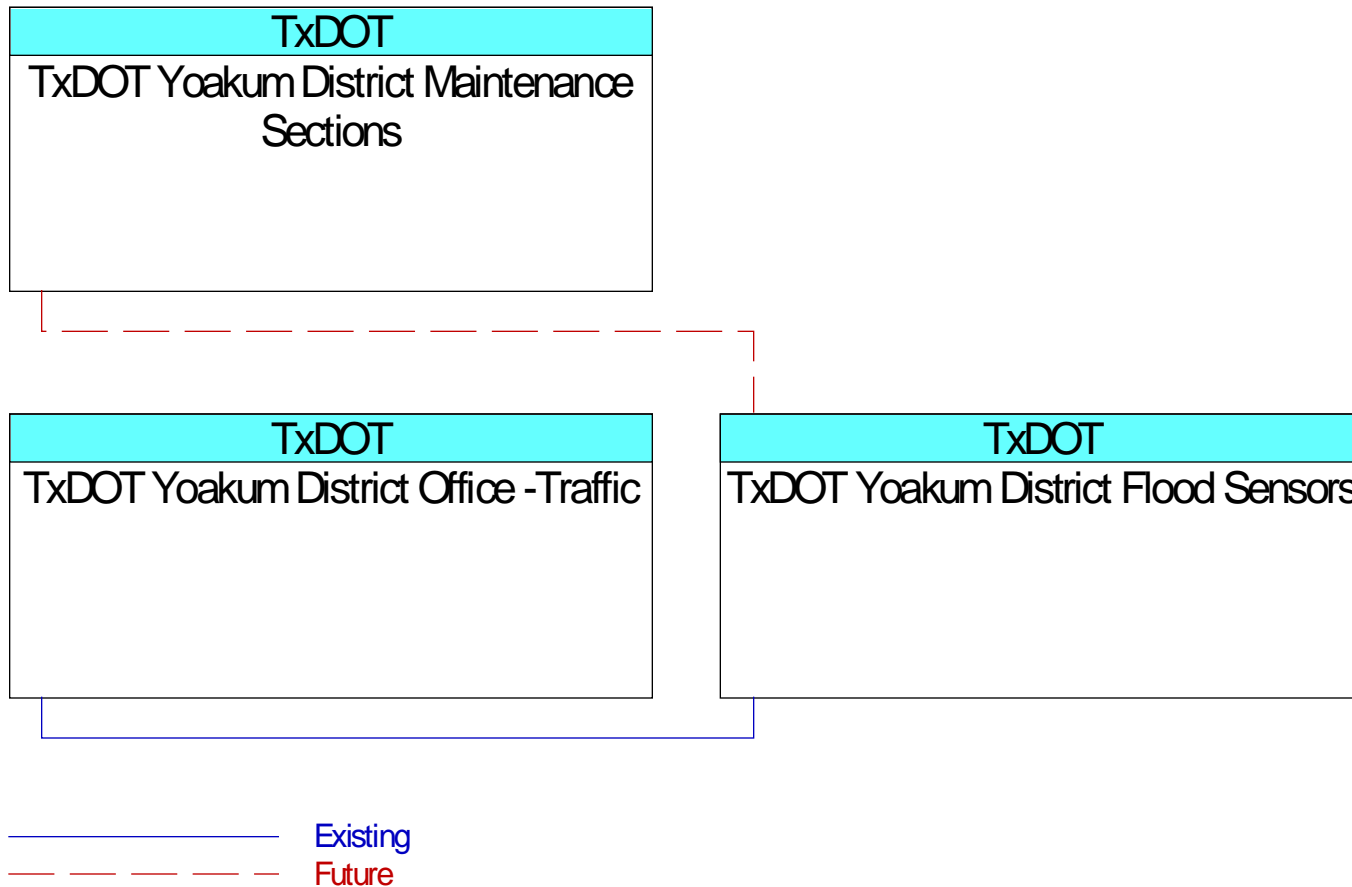 TxDOT
TxDOT Yoakum District Maintenance
Sections
TxDOT
TxDOT Yoakum District Office -Traffic
TxDOT
TxDOT Yoakum District Flood Sensors
Existing
Future